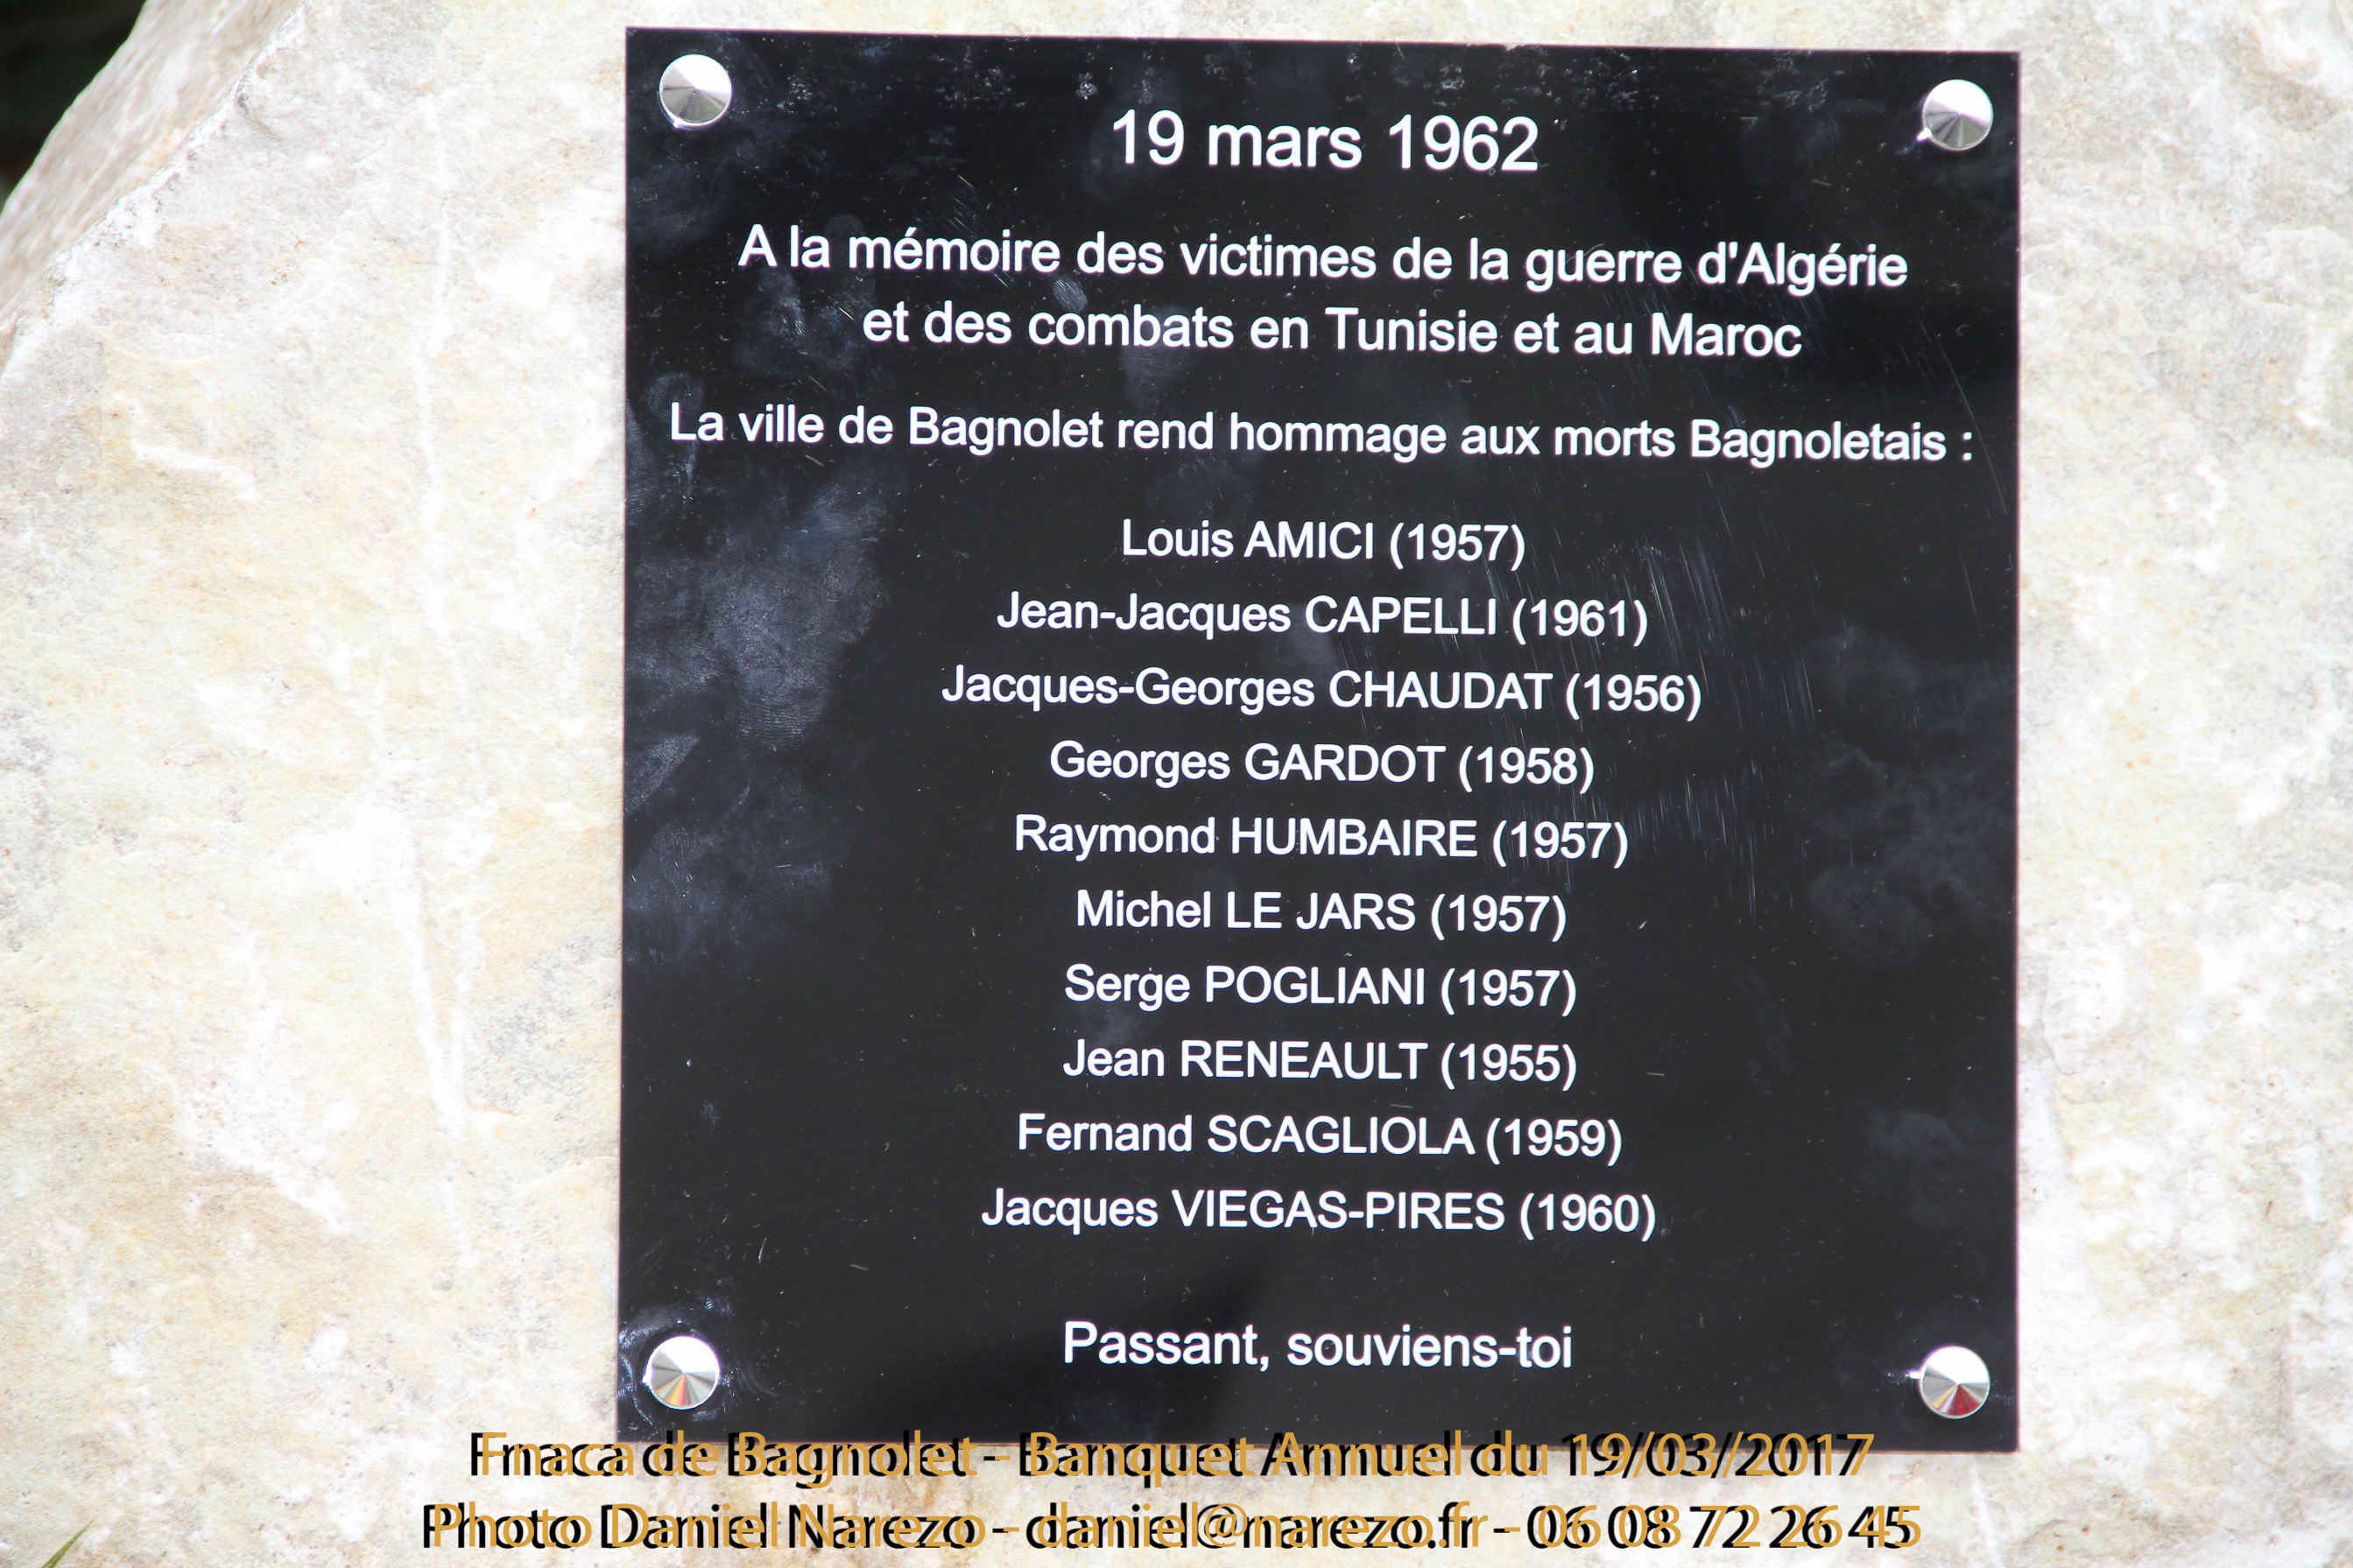 19 mars 1962
A la mémoire des victimes de la guerre d'Algérie
et des combats en Tunisie et au Maroc
La ville de Bagnolet rend hommage aux morts Bagnoletais :
Louis AMICI (1957)
Jean-Jacques CAPELLI (1961)
Jacques-Georges CHAUDAT (1956)
Georges GARDOT (1958)
Raymond HUMBAIRE (1957)
Michel LE JARS (1957)
Serge POGLIANI (1957)
Jean RENEAULT (1955)
Fernand SCAGLIOLA (1959)
Jacques VIEGAS-PIRES (1960)
Passant, souviens-toi
Fnaca de Bagnolet - Banquet Annuel du 19/03/2017
Photo Daniel Narezo - daniel@narezo.fr - 06 08 72 26 45